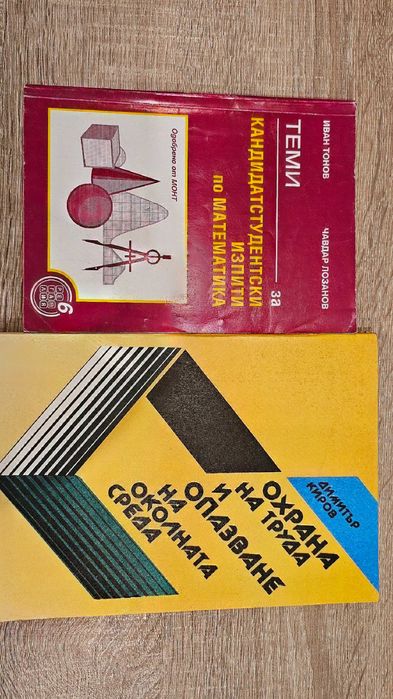 ИВАН ТОНОВ
ЧАВДАР ЛОЗАНОВ
ТЕМИ
за
КАНДИДАТСТУДЕНТСКИ
ИЗПИТИ
по МАТЕМАТИКА
Одобрено от МОНТ
6
ДИМИТЪР
КИРОВ
ОХРАНА
НА ТРУДА
И
ОПАЗВАНЕ
НА
ОКОЛНАТА
СРЕДА